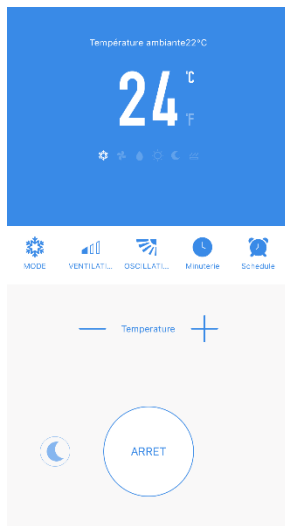 Température ambiante22°C
24 °C
°F
MODE VENTILATI... OSCILLATI... Minuterie Schedule
Temperature
ARRET